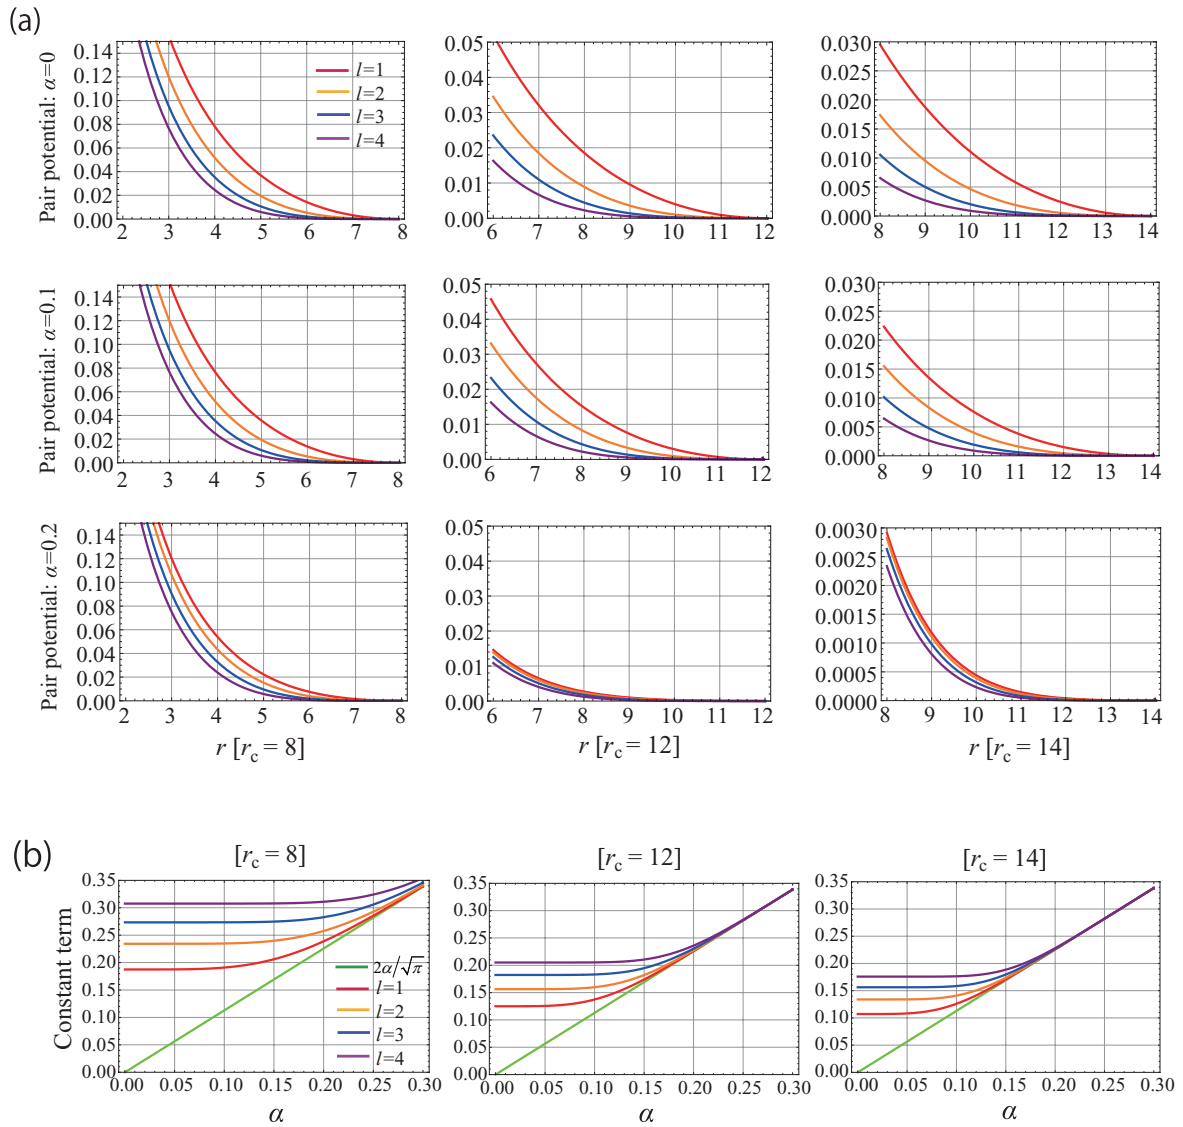 (a)
Pair potential: α=0
0.14
0.12
0.10
0.08
0.06
0.04
0.02
0.00
2 3 4 5 6 7 8
l=1
l=2
l=3
l=4
0.05
0.04
0.03
0.02
0.01
0.00
6 7 8 9 10 11 12
0.030
0.025
0.020
0.015
0.010
0.005
0.000
8 9 10 11 12 13 14
Pair potential: α=0.1
0.14
0.12
0.10
0.08
0.06
0.04
0.02
0.00
2 3 4 5 6 7 8
0.05
0.04
0.03
0.02
0.01
0.00
6 7 8 9 10 11 12
0.030
0.025
0.020
0.015
0.010
0.005
0.000
8 9 10 11 12 13 14
Pair potential: α=0.2
0.14
0.12
0.10
0.08
0.06
0.04
0.02
0.00
2 3 4 5 6 7 8
r [rc = 8]
0.05
0.04
0.03
0.02
0.01
0.00
6 7 8 9 10 11 12
r [rc = 12]
0.0030
0.0025
0.0020
0.0015
0.0010
0.0005
0.0000
8 9 10 11 12 13 14
r [rc = 14]
(b)
[rc = 8]
Constant term
0.35
0.30
0.25
0.20
0.15
0.10
0.05
0.00
0.00 0.05 0.10 0.15 0.20 0.25 0.30
2α/√π
l=1
l=2
l=3
l=4
α
[rc = 12]
0.35
0.30
0.25
0.20
0.15
0.10
0.05
0.00
0.00 0.05 0.10 0.15 0.20 0.25 0.30
α
[rc = 14]
0.35
0.30
0.25
0.20
0.15
0.10
0.05
0.00
0.00 0.05 0.10 0.15 0.20 0.25 0.30
α